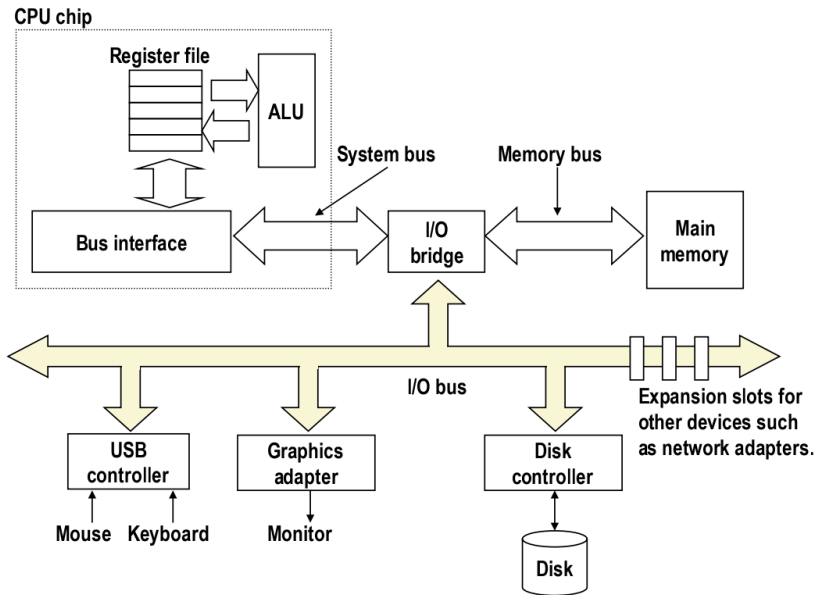 CPU chip
Register file
ALU
System bus
Memory bus
Bus interface
I/O
bridge
Main
memory
I/O bus
Expansion slots for
other devices such
as network adapters.
USB
controller
Graphics
adapter
Disk
controller
Mouse
Keyboard
Monitor
Disk